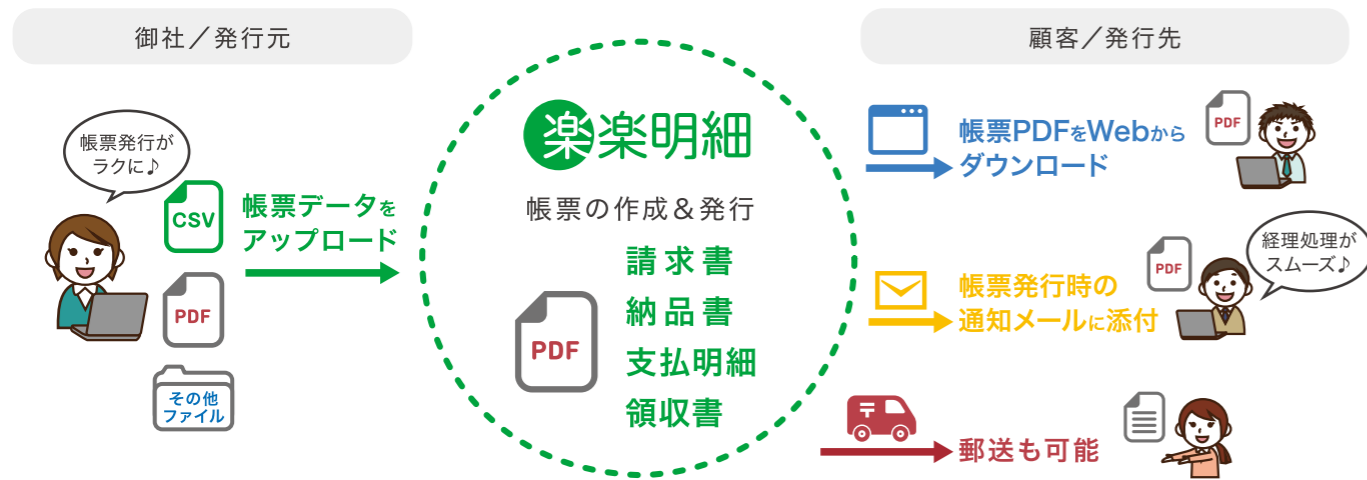 御社／発行元
帳票発行が
ラクに♪
CSV
PDF
その他
ファイル
帳票データを
アップロード
楽楽明細
帳票の作成＆発行
PDF
請求書
納品書
支払明細
領収書
顧客／発行先
帳票PDFをWebから
ダウンロード
PDF
帳票発行時の
通知メールに添付
PDF
経理処理が
スムーズ♪
〒
郵送も可能